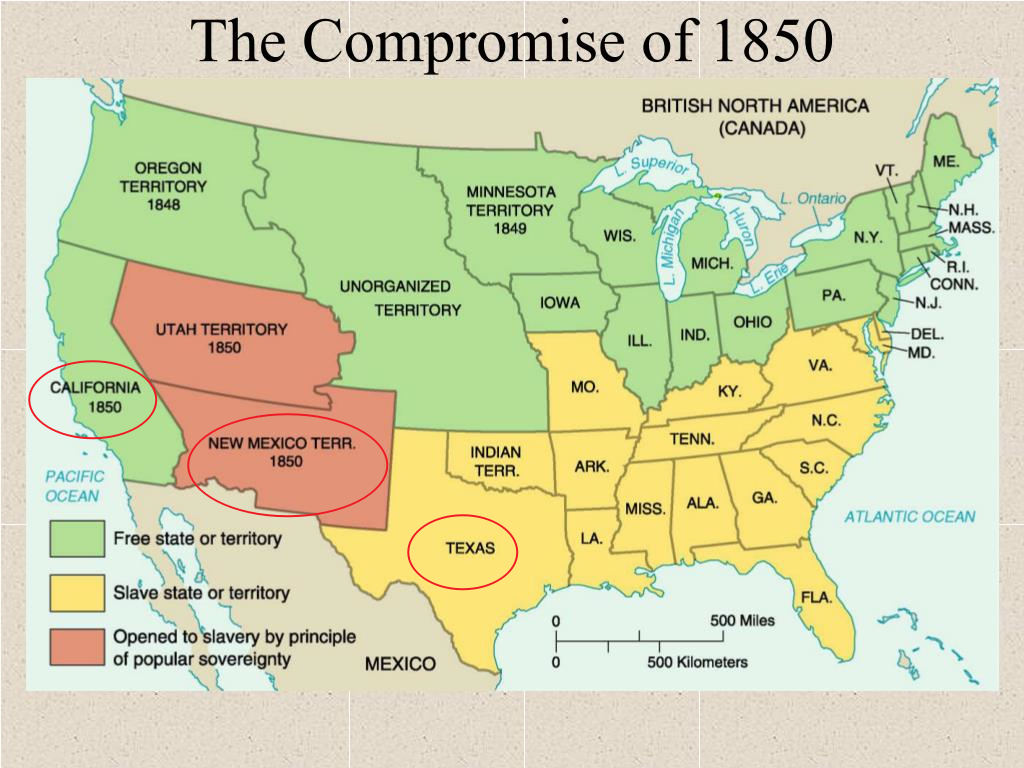 The Compromise of 1850
BRITISH NORTH AMERICA
(CANADA)
OREGON
TERRITORY
1848
MINNESOTA
TERRITORY
1849
L. Superior
L. Michigan
L. Huron
L. Ontario
L. Erie
VT.
ME.
N.H.
MASS.
N.Y.
R.I.
CONN.
WIS.
MICH.
PA.
N.J.
UNORGANIZED
TERRITORY
IOWA
ILL.
IND.
OHIO
DEL.
MD.
UTAH TERRITORY
1850
VA.
MO.
KY.
CALIFORNIA
1850
N.C.
TENN.
NEW MEXICO TERR.
1850
INDIAN
TERR.
ARK.
S.C.
MISS.
ALA.
GA.
PACIFIC
OCEAN
ATLANTIC OCEAN
LA.
TEXAS
FLA.
Free state or territory
Slave state or territory
Opened to slavery by principle
of popular sovereignty
MEXICO
0 500 Miles
0 500 Kilometers